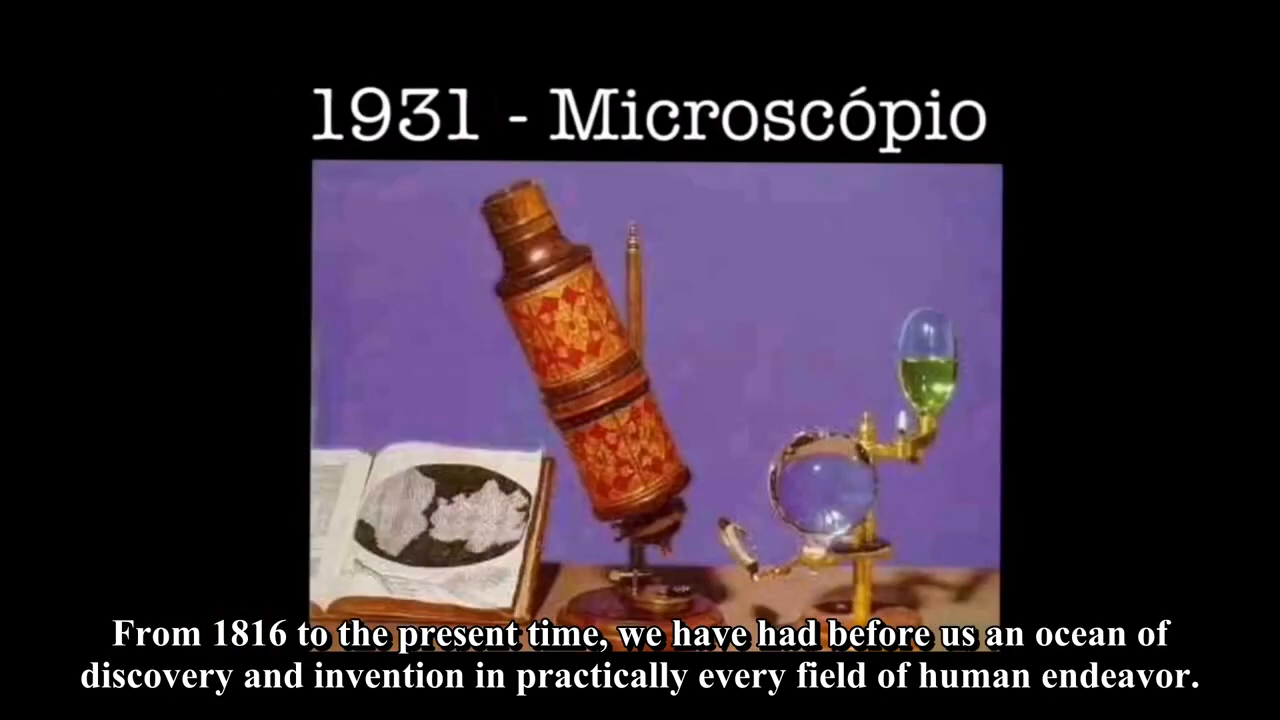 1931 - Microscópio
From 1816 to the present time, we have had before us an ocean of
discovery and invention in practically every field of human endeavor.